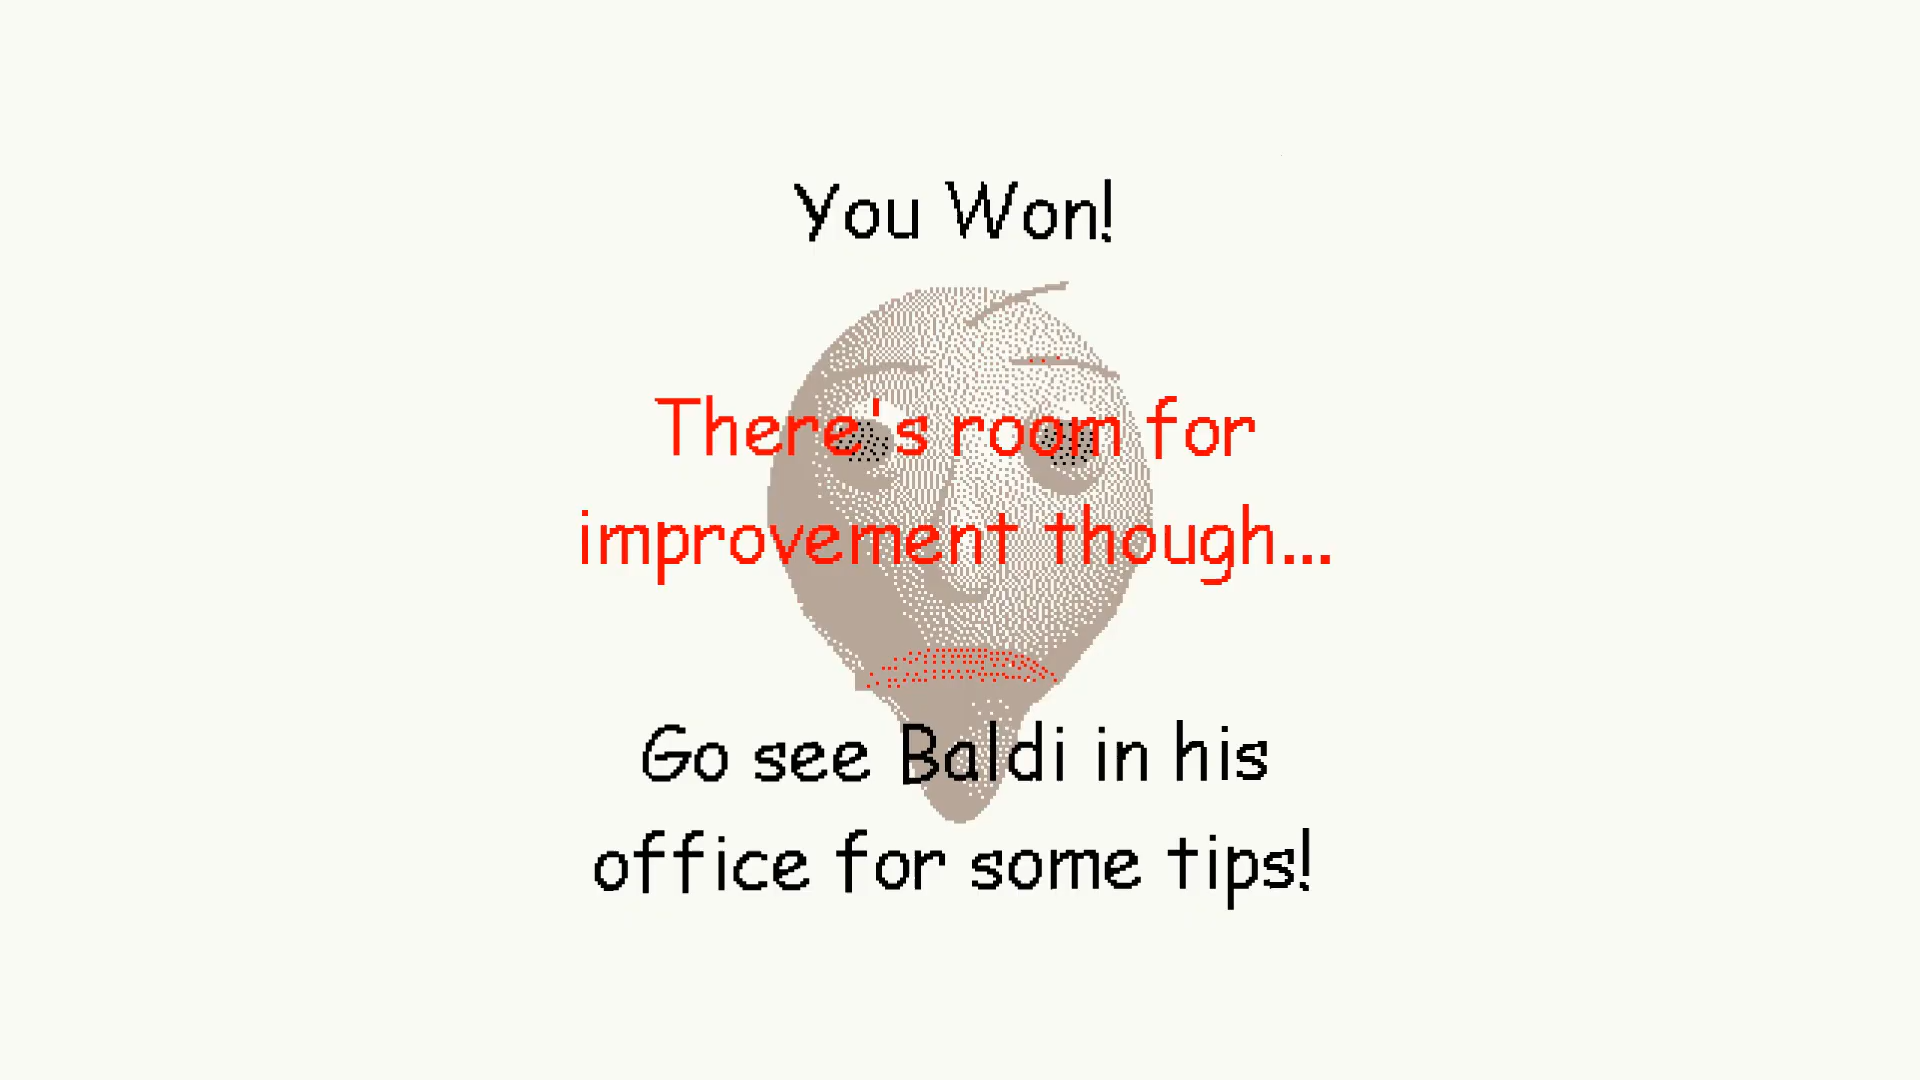 You Won!
There's room for
improvement though...
Go see Baldi in his
office for some tips!